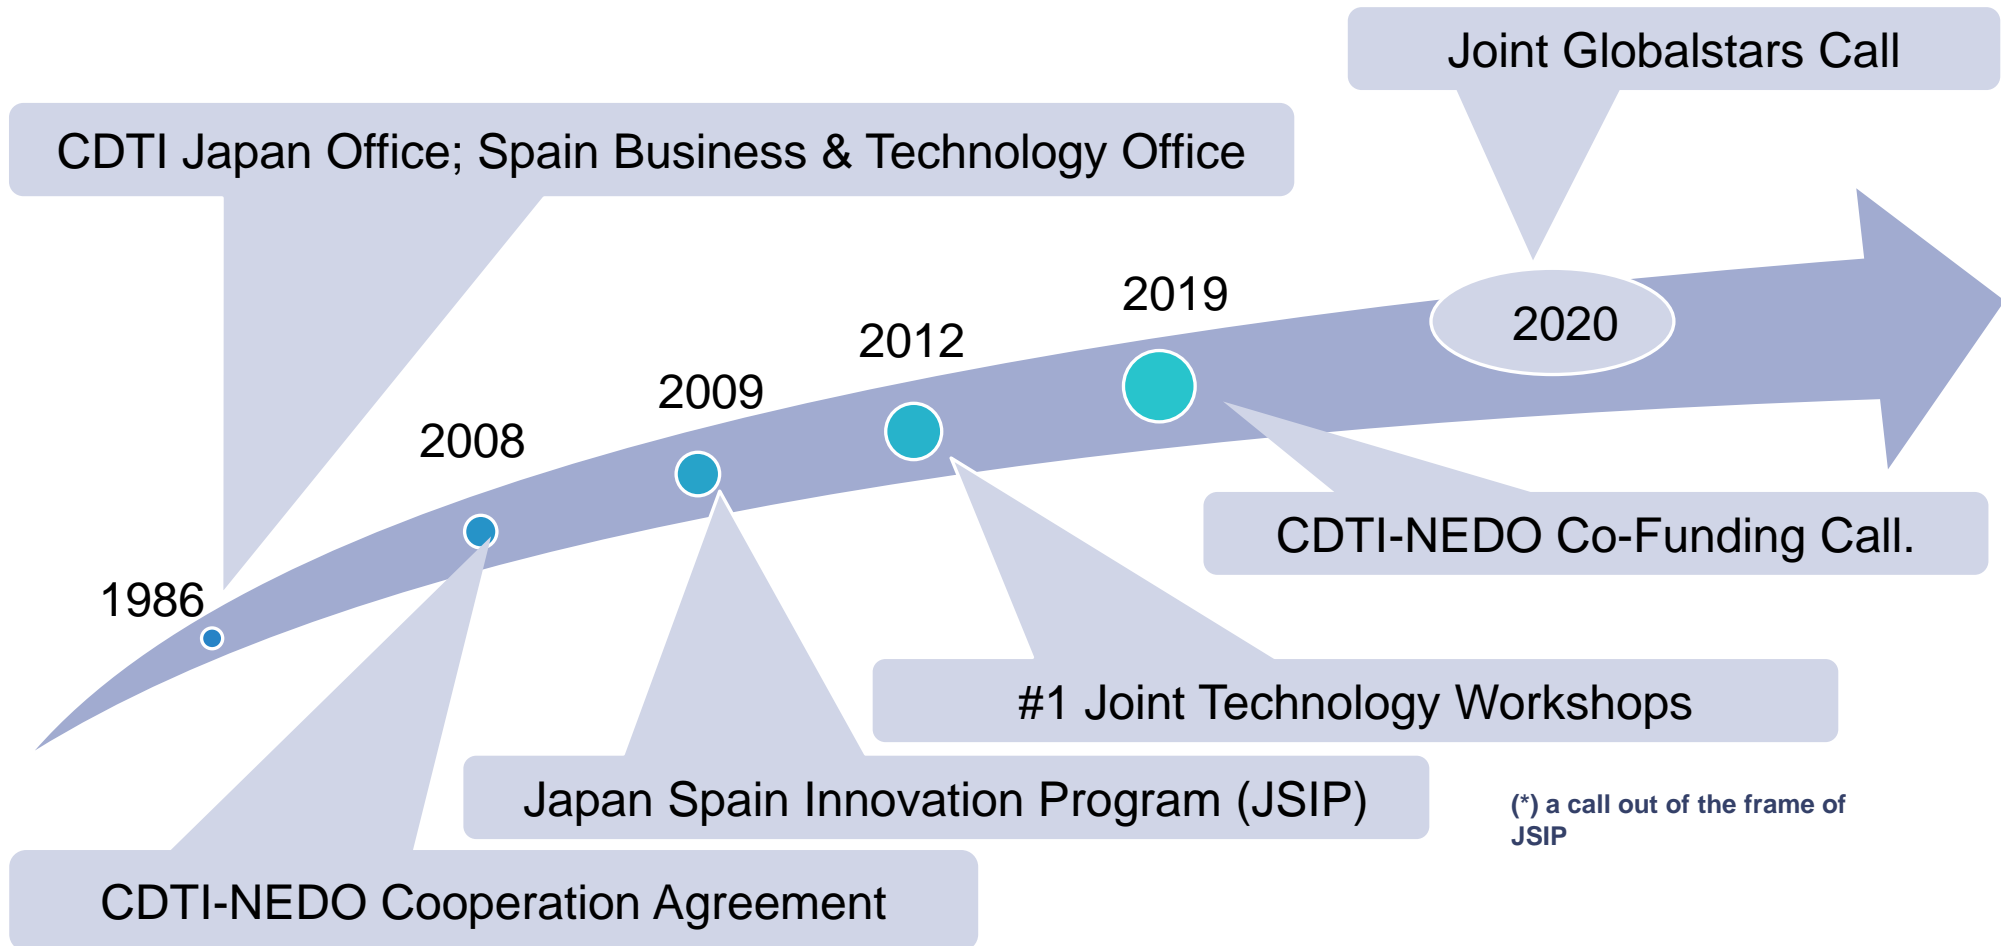 Joint Globalstars Call
CDTI Japan Office; Spain Business & Technology Office
2019
2020
2012
2009
2008
1986
CDTI-NEDO Co-Funding Call.
#1 Joint Technology Workshops
Japan Spain Innovation Program (JSIP)
(*) a call out of the frame of
JSIP
CDTI-NEDO Cooperation Agreement